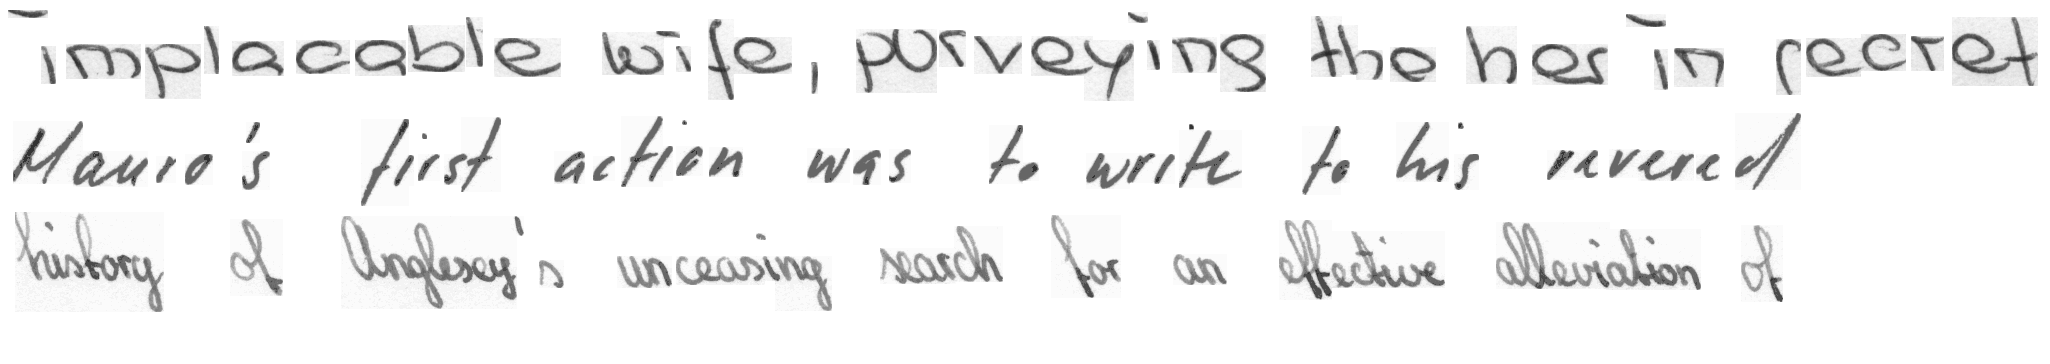 implacable wife, purveying the her in secret
Mauro's first action was to write to his revered
history of Anglesey's unceasing search for an effective alleviation of